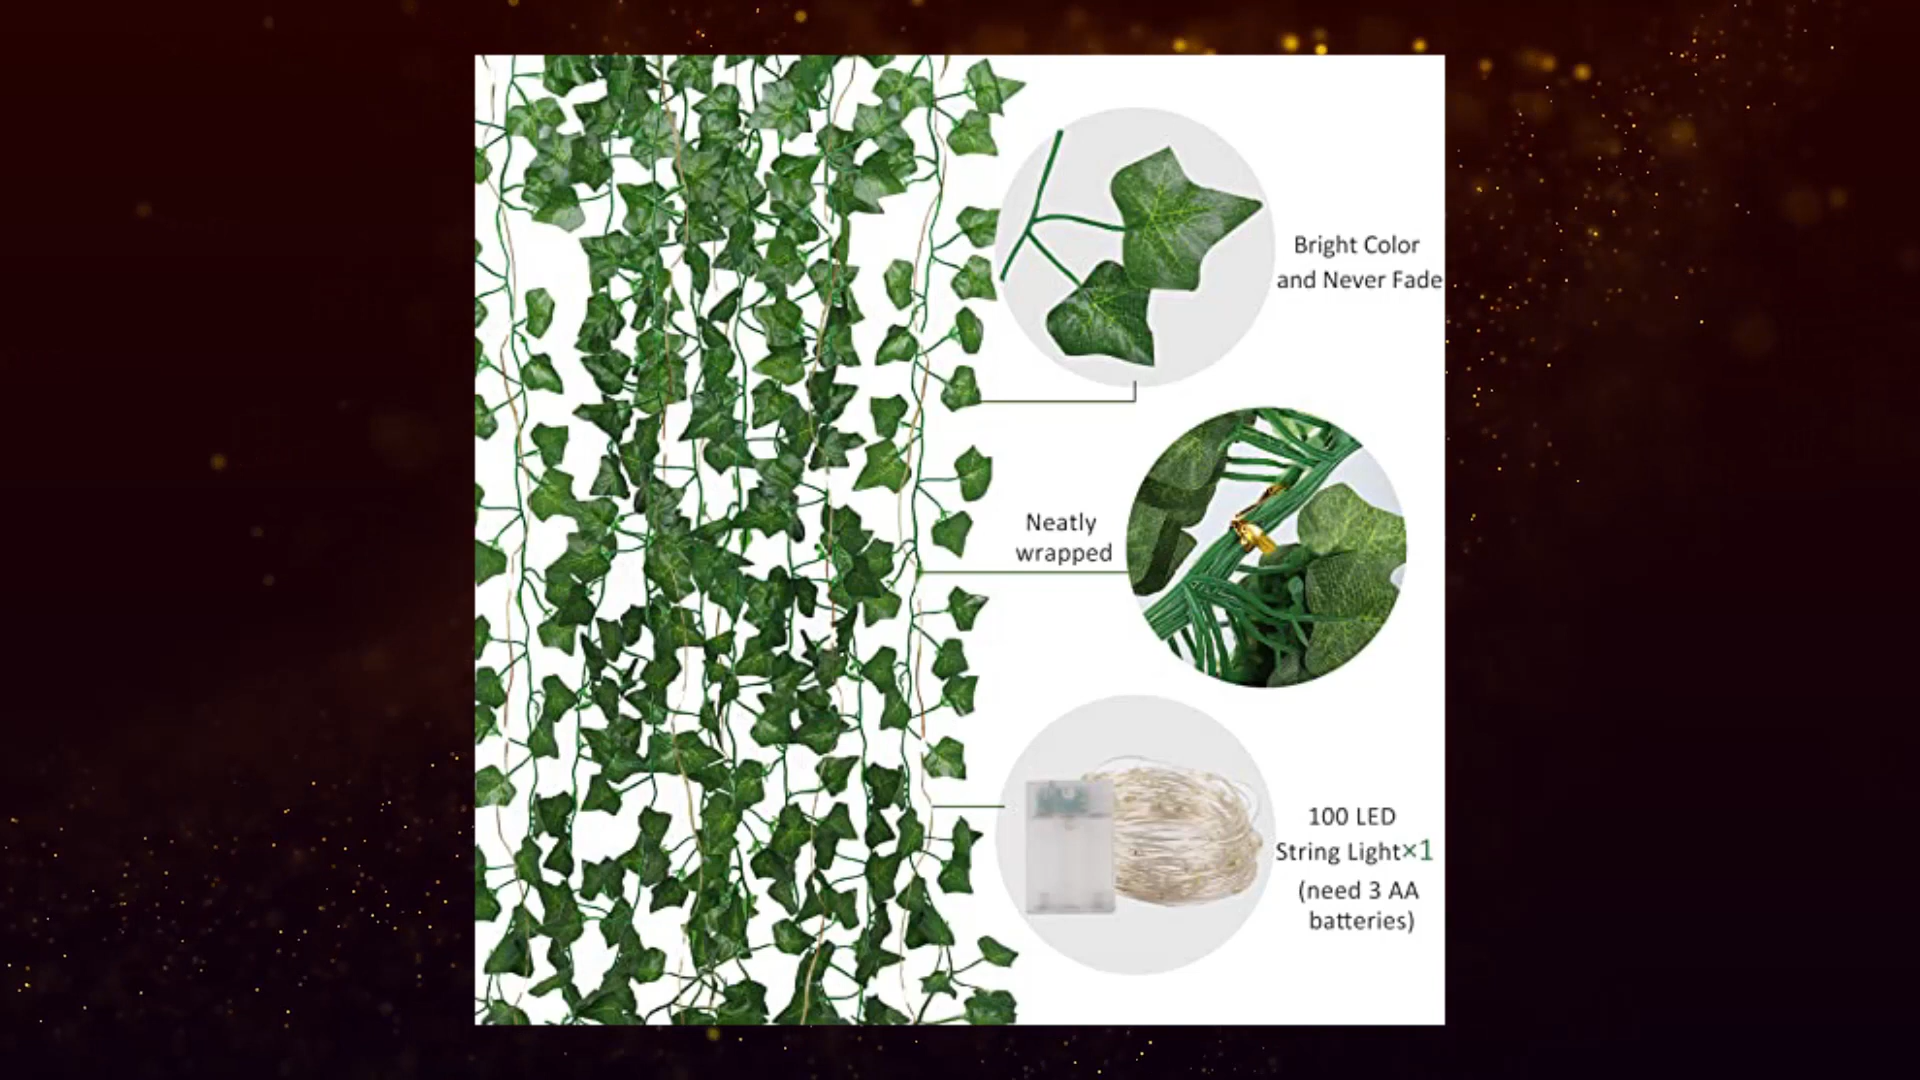 Bright Color
and Never Fade
Neatly
wrapped
100 LED
String Light×1
(need 3 AA
batteries)